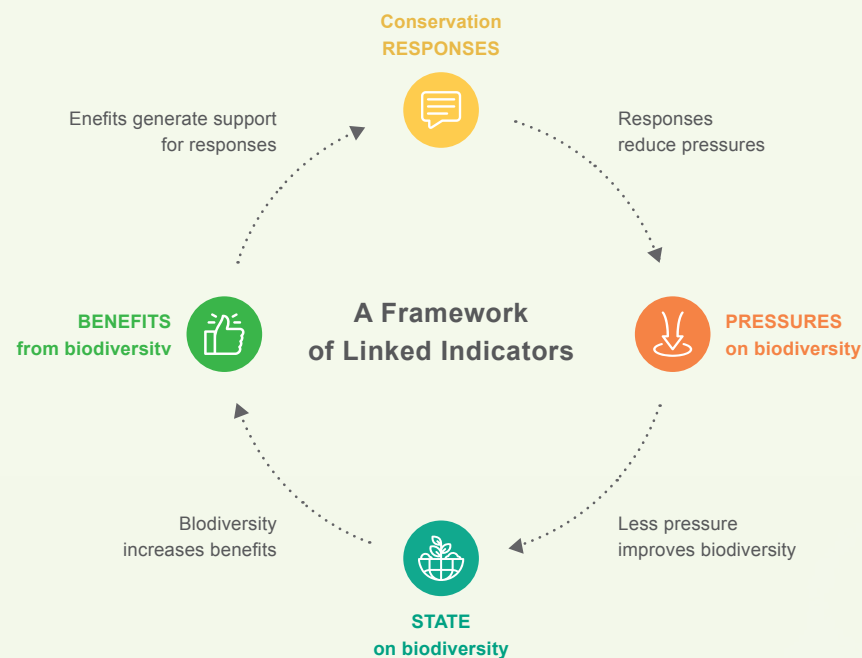 Conservation
RESPONSES
Enefits generate support
for responses
Responses
reduce pressures
BENEFITS
from biodiversitv
A Framework
of Linked Indicators
PRESSURES
on biodiversity
Blodiversity
increases benefits
Less pressure
improves biodiversity
STATE
on biodiversity